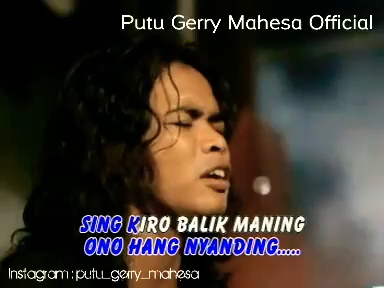 Putu Gerry Mahesa Official
SING KIRO BALIK MANING
ONO HANG NYANDING.....
Instagram : putu_gerry_mahesa